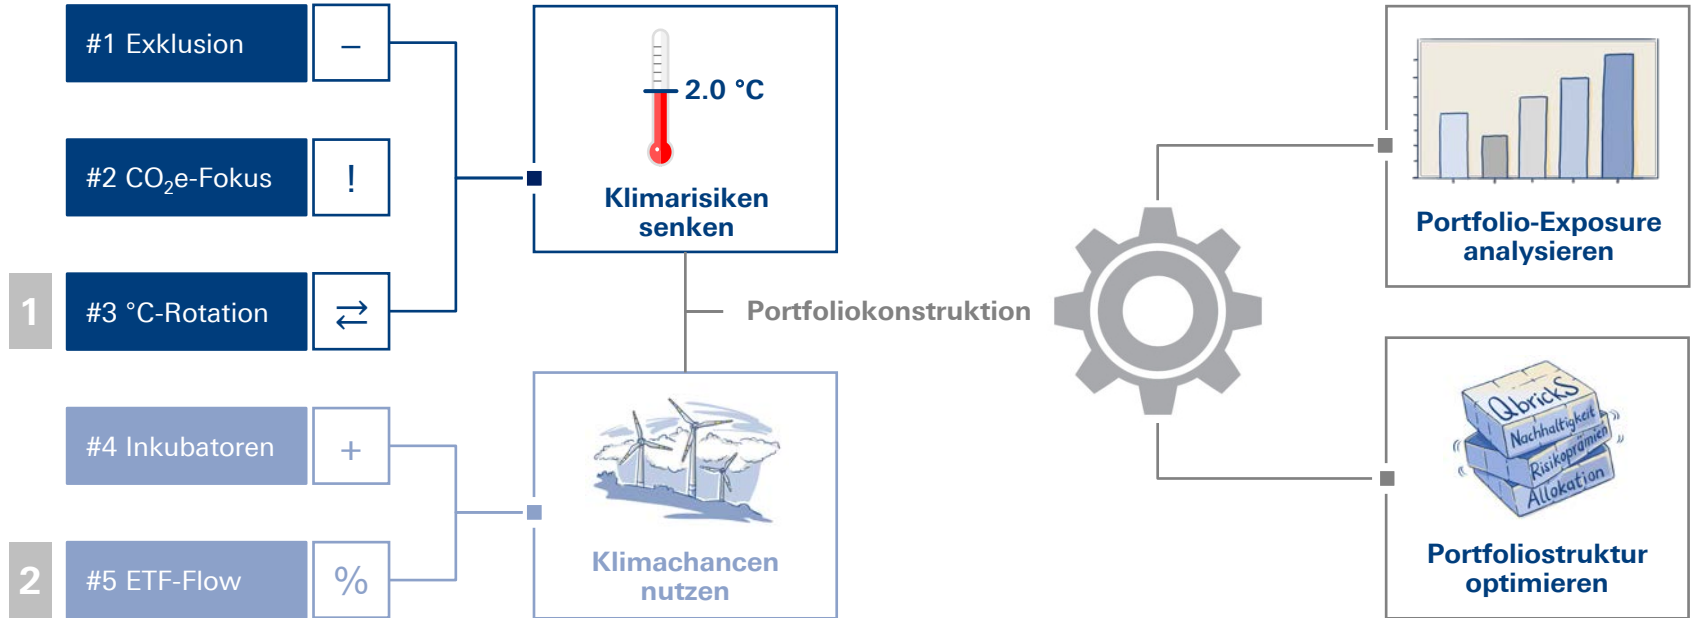 #1 Exklusion
–
#2 CO₂e-Fokus
!
1
#3 °C-Rotation
⇄
#4 Inkubatoren
+
2
#5 ETF-Flow
%
2.0 °C
Klimarisiken
senken
Portfoliokonstruktion
Klimachancen
nutzen
Portfolio-Exposure
analysieren
QbrickS
Nachhaltigkeit
Risikoprämien
Allokation
Portfoliostruktur
optimieren